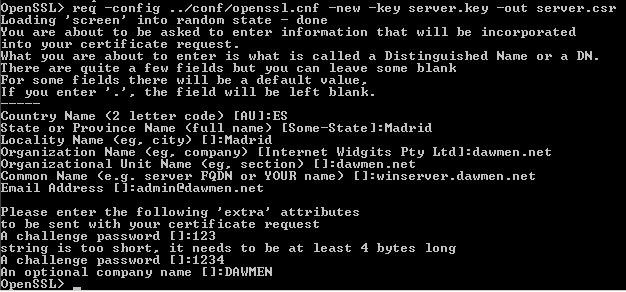 OpenSSL> req -config ../conf/openssl.cnf -new -key server.key -out server.csr
Loading 'screen' into random state - done
You are about to be asked to enter information that will be incorporated
into your certificate request.
What you are about to enter is what is called a Distinguished Name or a DN.
There are quite a few fields but you can leave some blank
For some fields there will be a default value,
If you enter '.', the field will be left blank.
-----
Country Name (2 letter code) [AU]:ES
State or Province Name (full name) [Some-State]:Madrid
Locality Name (eg, city) []:Madrid
Organization Name (eg, company) [Internet Widgits Pty Ltd]:dawmen.net
Organizational Unit Name (eg, section) []:dawmen.net
Common Name (e.g. server FQDN or YOUR name) []:winserver.dawmen.net
Email Address []:admin@dawmen.net
Please enter the following 'extra' attributes
to be sent with your certificate request
A challenge password []:123
string is too short, it needs to be at least 4 bytes long
A challenge password []:1234
An optional company name []:DAWMEN
OpenSSL> _